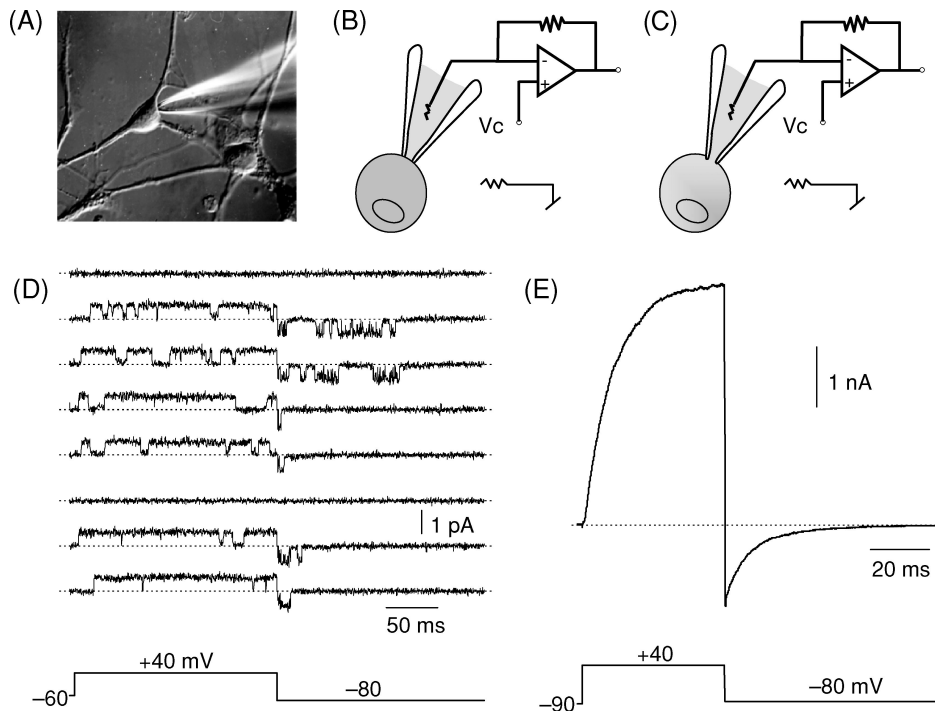 (A)
(B)
(C)
-
+
Vc
-
+
Vc
(D)
(E)
1 nA
1 pA
20 ms
50 ms
+40 mV
−60
−80
+40
−90
−80 mV